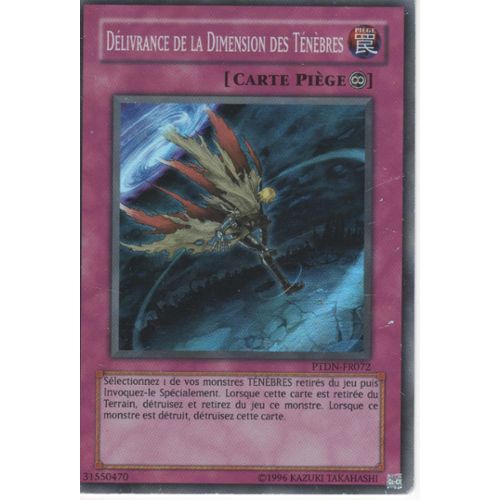 DÉLIVRANCE DE LA DIMENSION DES TÉNÈBRES
PIÈGE
罠
[CARTE PIÈGE]
PTDN-FR072
Sélectionnez 1 de vos monstres TÉNÈBRES retirés du jeu puis
Invoquez-le Spécialement. Lorsque cette carte est retirée du
Terrain, détruisez et retirez du jeu ce monstre. Lorsque ce
monstre est détruit, détruisez cette carte.
31550470
©1996 KAZUKI TAKAHASHI